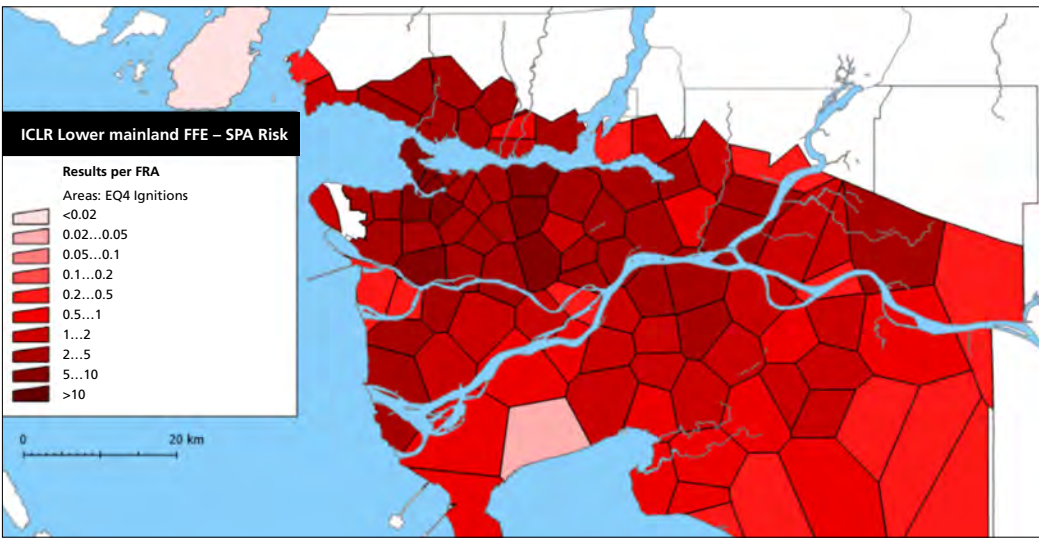 ICLR Lower mainland FFE – SPA Risk
Results per FRA
Areas: EQ4 Ignitions
<0.02
0.02...0.05
0.05...0.1
0.1...0.2
0.2...0.5
0.5...1
1...2
2...5
5...10
>10
0 20 km